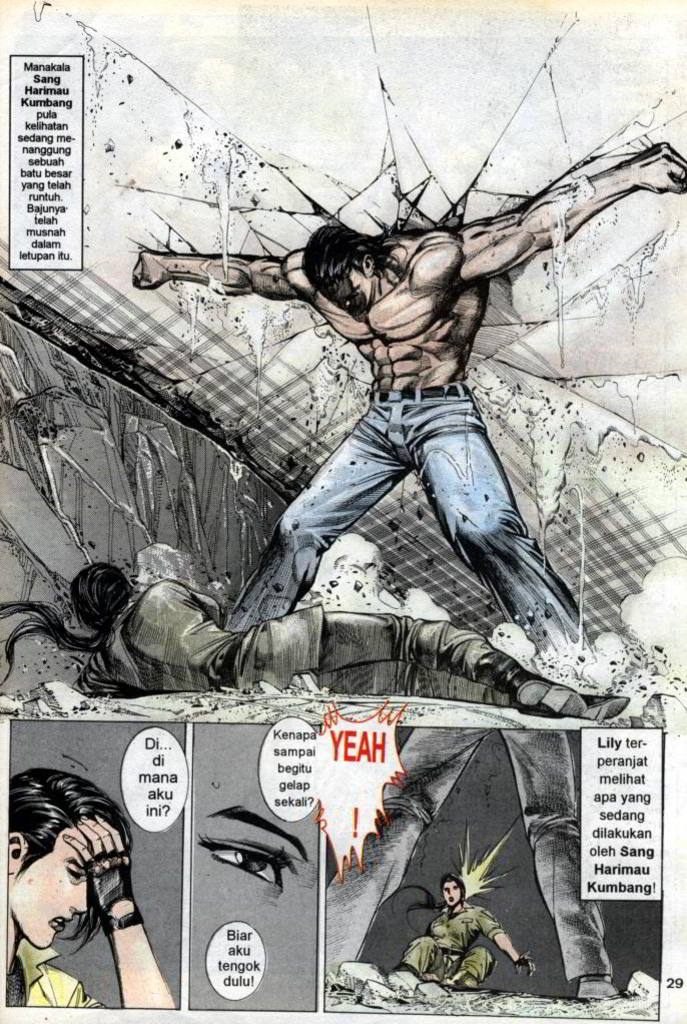 Manakala
Sang
Harimau
Kumbang
pula
kelihatan
sedang me-
nanggung
sebuah
batu besar
yang telah
runtuh.
Bajunya
telah
musnah
dalam
letupan itu.
Di...
di
mana
aku
ini?
Kenapa
sampai
begitu
gelap
sekali?
Biar
aku
tengok
dulu!
YEAH
!
Lily ter-
peranjat
melihat
apa yang
sedang
dilakukan
oleh Sang
Harimau
Kumbang!
29